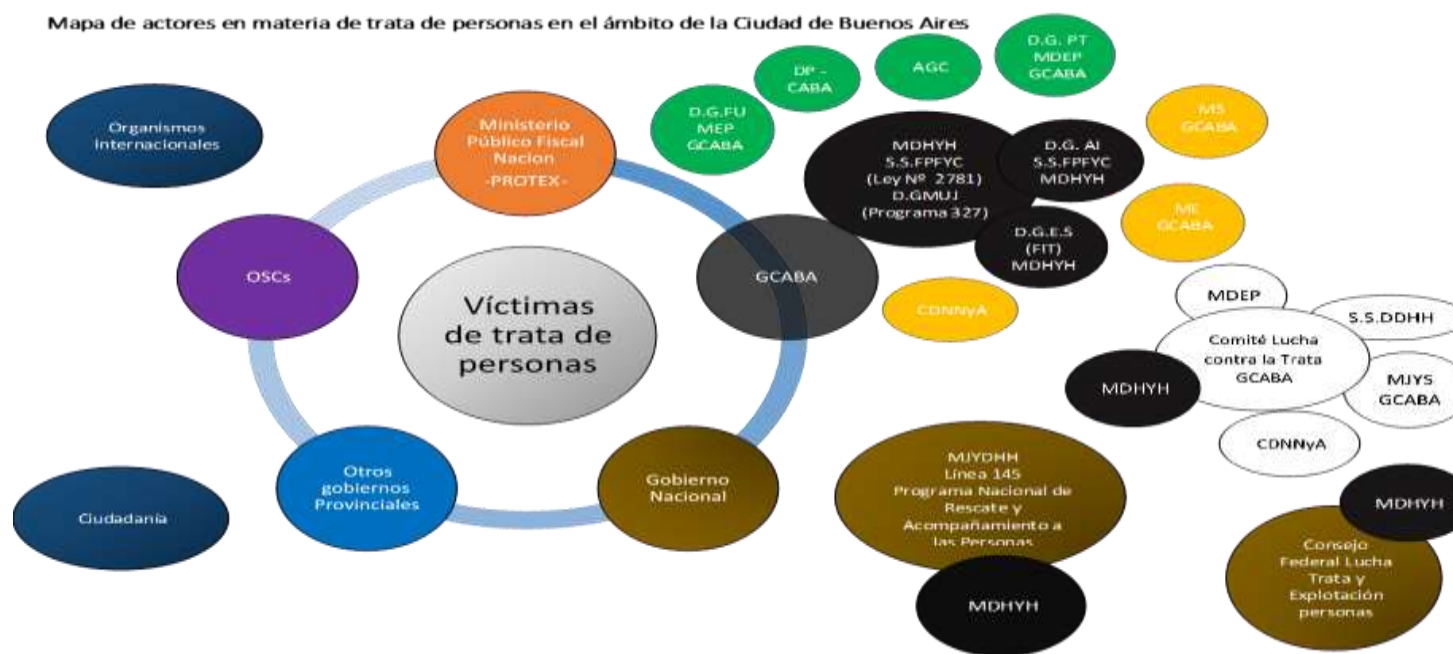 Mapa de actores en materia de trata de personas en el ámbito de la Ciudad de Buenos Aires
Organismos
Internacionales
Ministerio
Público Fiscal
Nacion
-PROTEX-
D.G.FU
MEP
GCABA
DP -
CABA
AGC
D.G. PT
MDEP
GCABA
MDHYH
S.S.FPFYC
(Ley Nº 2781)
D.GMUJ
(Programa 327)
D.G. AI
S.S.FPFYC
MDHYH
MS
GCABA
OSCs
Víctimas
de trata de
personas
GCABA
D.G.E.S
(FIT)
MDHYH
ME
GCABA
CDNNyA
MDEP
S.S.DDHH
Comité Lucha
contra la Trata
GCABA
MDHYH
MJYS
GCABA
CDNNyA
Ciudadanía
Otros
gobiernos
Provinciales
Gobierno
Nacional
MJYDHH
Línea 145
Programa Nacional de
Rescate y
Acompañamiento a
las Personas
MDHYH
MDHYH
Consejo
Federal Lucha
Trata y
Explotación
personas